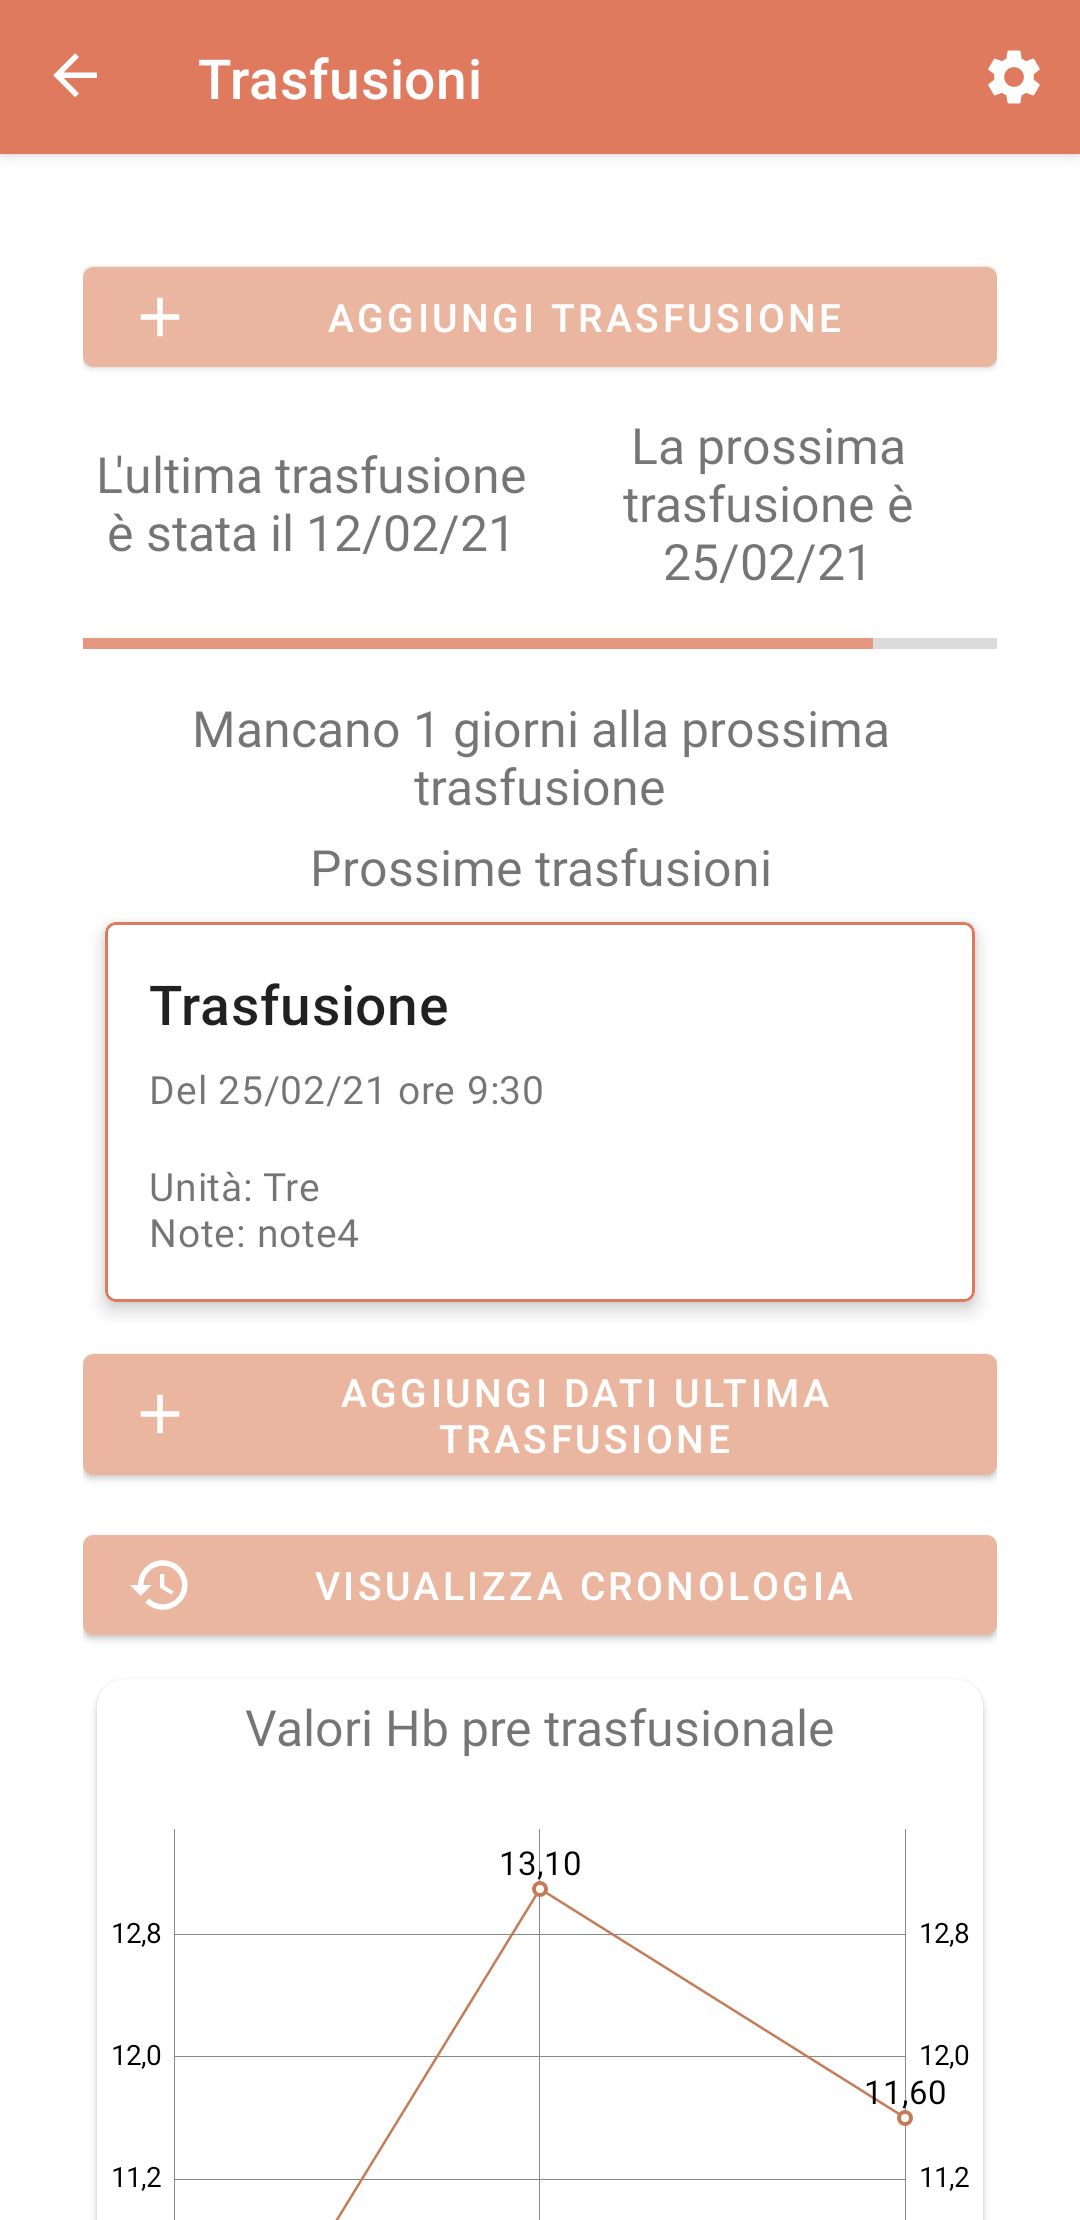 Trasfusioni
AGGIUNGI TRASFUSIONE
L'ultima trasfusione
è stata il 12/02/21
La prossima
trasfusione è
25/02/21
Mancano 1 giorni alla prossima
trasfusione
Prossime trasfusioni
Trasfusione
Del 25/02/21 ore 9:30
Unità: Tre
Note: note4
AGGIUNGI DATI ULTIMA
TRASFUSIONE
VISUALIZZA CRONOLOGIA
Valori Hb pre trasfusionale
13,10
12,8 12,8
12,0 12,0
11,60
11,2 11,2